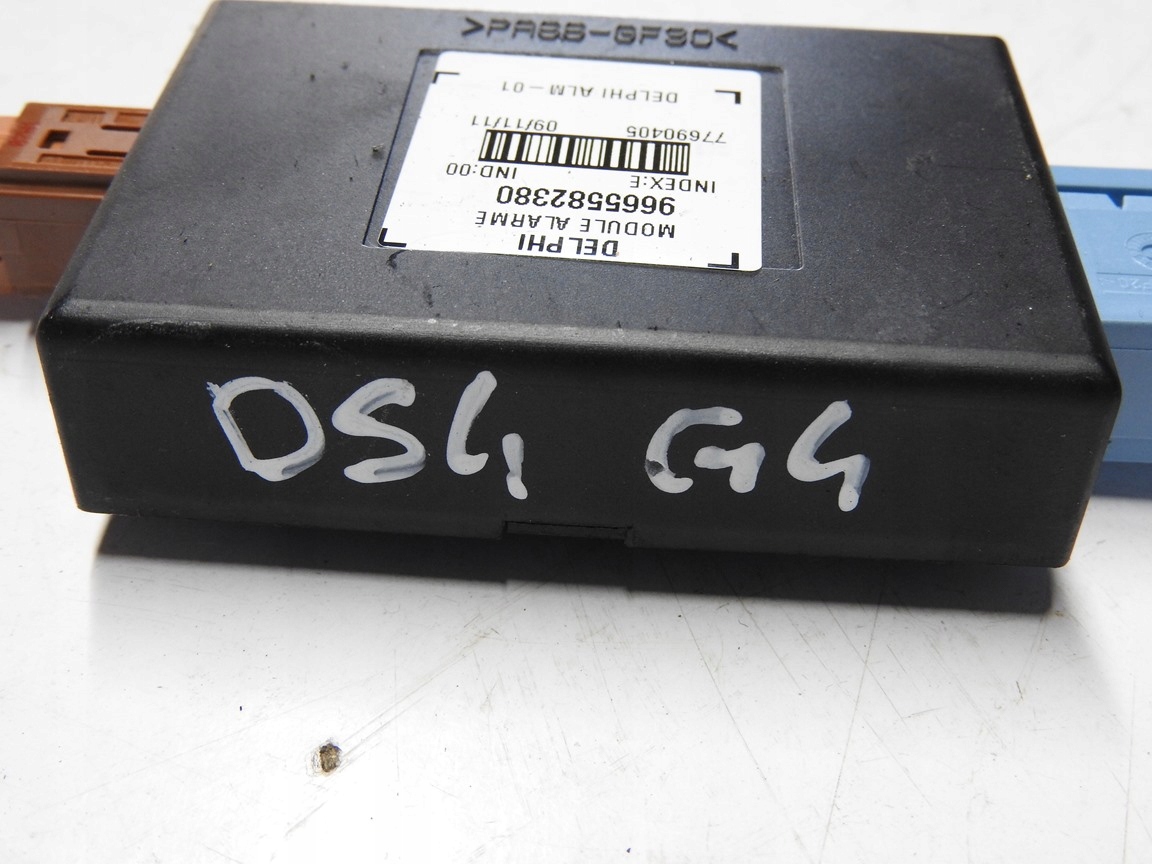 >PA66-GF30<
DELPHI
MODULE ALARME
9665582380
INDEX:E IND:00
77690405 09/11/11
DELPHI ALM-01
DS4 G4